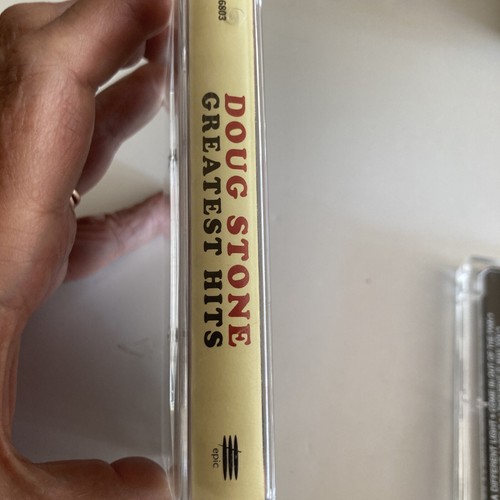 6803
DOUG STONE
GREATEST HITS
epic